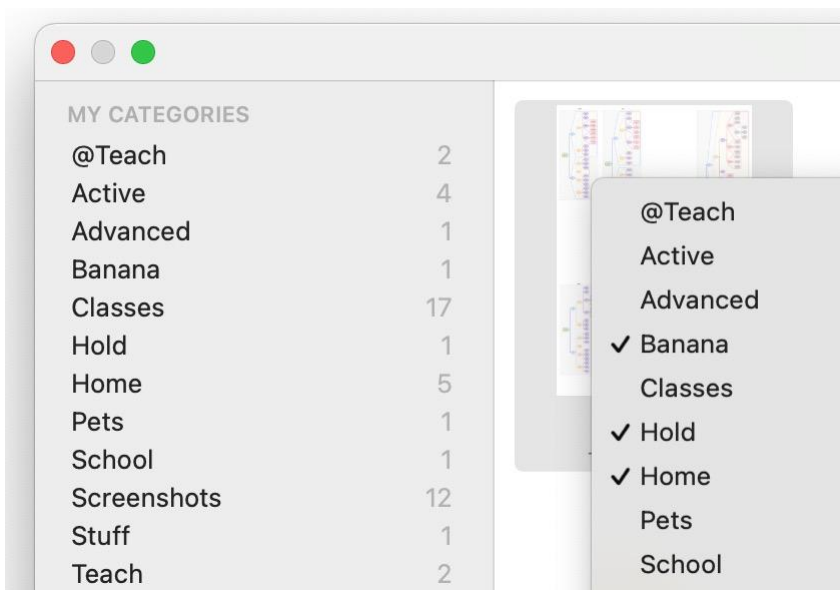 MY CATEGORIES
@Teach 2
Active 4
Advanced 1
Banana 1
Classes 17
Hold 1
Home 5
Pets 1
School 1
Screenshots 12
Stuff 1
Teach 2
@Teach
Active
Advanced
✓ Banana
Classes
✓ Hold
✓ Home
Pets
School